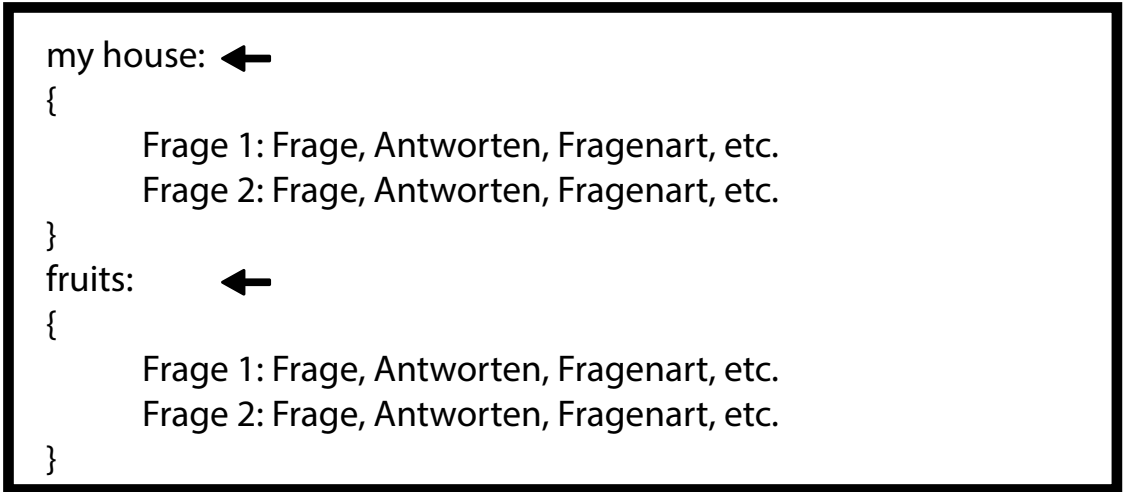 my house:
{
Frage 1: Frage, Antworten, Fragenart, etc.
Frage 2: Frage, Antworten, Fragenart, etc.
}
fruits:
{
Frage 1: Frage, Antworten, Fragenart, etc.
Frage 2: Frage, Antworten, Fragenart, etc.
}